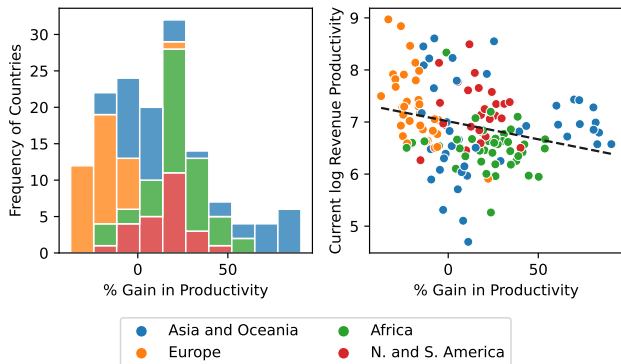 30
25
20
15
10
5
0
Frequency of Countries
0 50
% Gain in Productivity
9
8
7
6
5
Current log Revenue Productivity
0 50
% Gain in Productivity
Asia and Oceania
Europe
Africa
N. and S. America